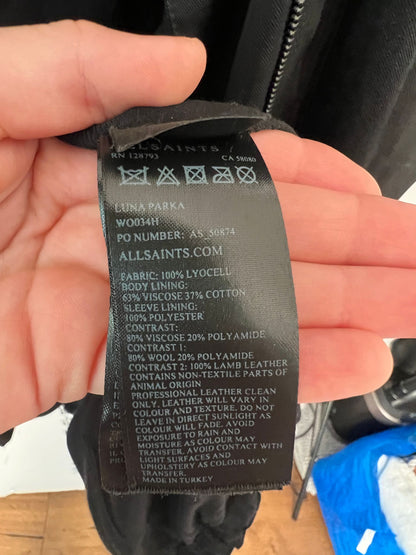 ALLSAINTS
RN 128793 CA 58080
LUNA PARKA
WO034H
PO NUMBER: AS_50874
ALLSAINTS.COM
FABRIC: 100% LYOCELL
BODY LINING:
63% VISCOSE 37% COTTON
SLEEVE LINING:
100% POLYESTER
CONTRAST:
80% VISCOSE 20% POLYAMIDE
CONTRAST 1:
80% WOOL 20% POLYAMIDE
CONTRAST 2: 100% LAMB LEATHER
CONTAINS NON-TEXTILE PARTS OF
ANIMAL ORIGIN
PROFESSIONAL LEATHER CLEAN
ONLY. LEATHER WILL VARY IN
COLOUR AND TEXTURE. DO NOT
LEAVE IN DIRECT SUNLIGHT AS
COLOUR WILL FADE. AVOID
EXPOSURE TO RAIN AND
MOISTURE AS COLOUR MAY
TRANSFER. AVOID CONTACT WITH
LIGHT SURFACES AND
UPHOLSTERY AS COLOUR MAY
TRANSFER.
MADE IN TURKEY